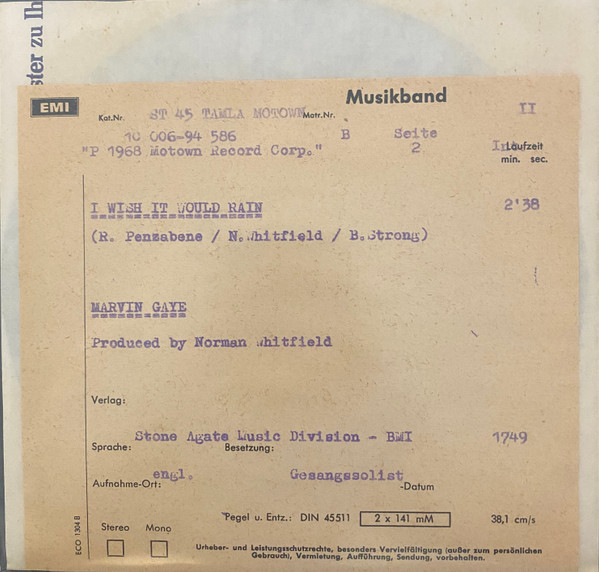 ster zu Ih
EMI
Musikband
Kat.Nr. ST 45 TAMLA MOTOWN Matr.Nr. II
1C 006-94 586 B Seite
"P 1968 Motown Record Corp." 2 Laufzeit
min. sec.
I WISH IT WOULD RAIN 2'38
(R. Penzabene / N.Whitfield / B.Strong)
MARVIN GAYE
Produced by Norman Whitfield
Verlag:
Stone Agate Music Division - BMI 1749
Sprache: Besetzung:
engl. Gesangssolist
Aufnahme-Ort: -Datum
Pegel u. Entz.: DIN 45511 2 x 141 mM 38,1 cm/s
Stereo Mono
ECO 1304 B
Urheber- und Leistungsschutzrechte, besonders Vervielfältigung (außer zum persönlichen
Gebrauch), Vermietung, Aufführung, Sendung, vorbehalten.